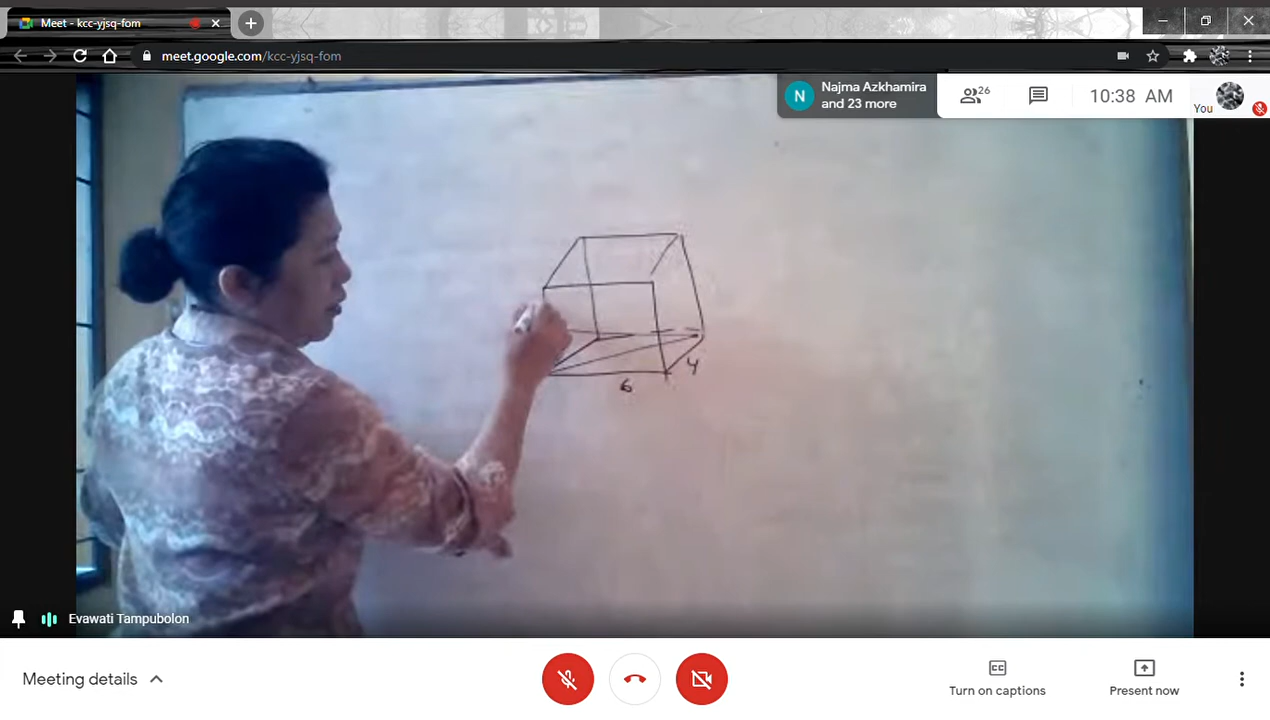 Meet - kcc-yjsq-fom
meet.google.com/kcc-yjsq-fom
N
Najma Azkhamira
and 23 more
26
10:38 AM
You
4
6
Evawati Tampubolon
Meeting details
CC
Turn on captions
Present now